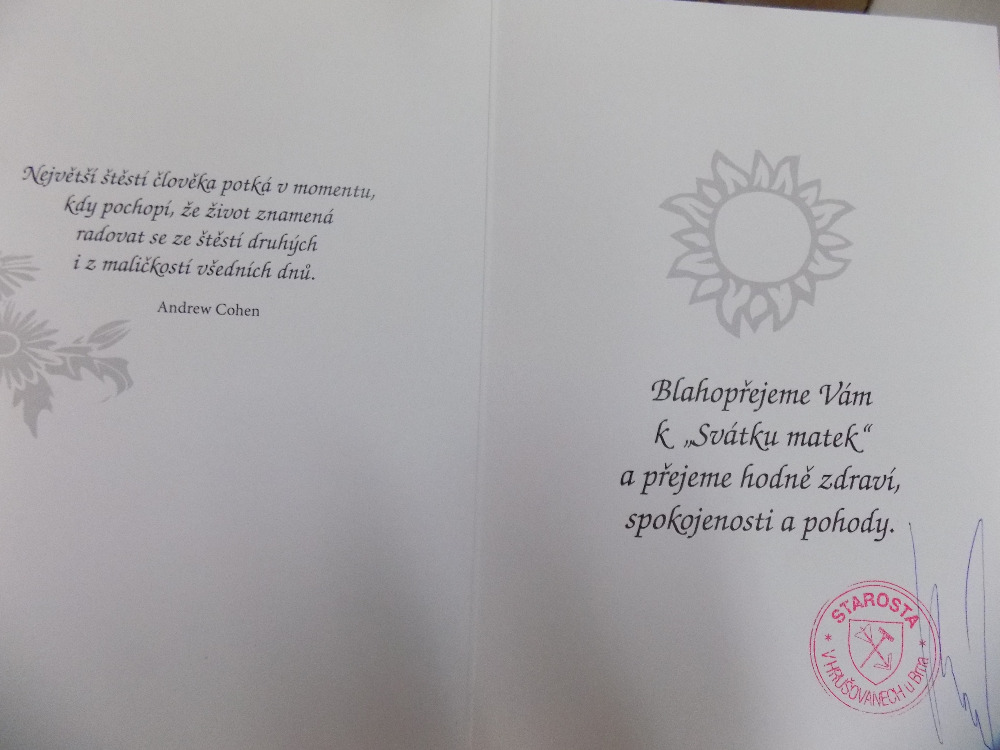 Největší štěstí člověka potká v momentu,
kdy pochopí, že život znamená
radovat se ze štěstí druhých
i z maličkostí všedních dnů.
Andrew Cohen
Blahopřejeme Vám
k „Svátku matek“
a přejeme hodně zdraví,
spokojenosti a pohody.
STAROSTA
V HRUŠOVANECH u Brna